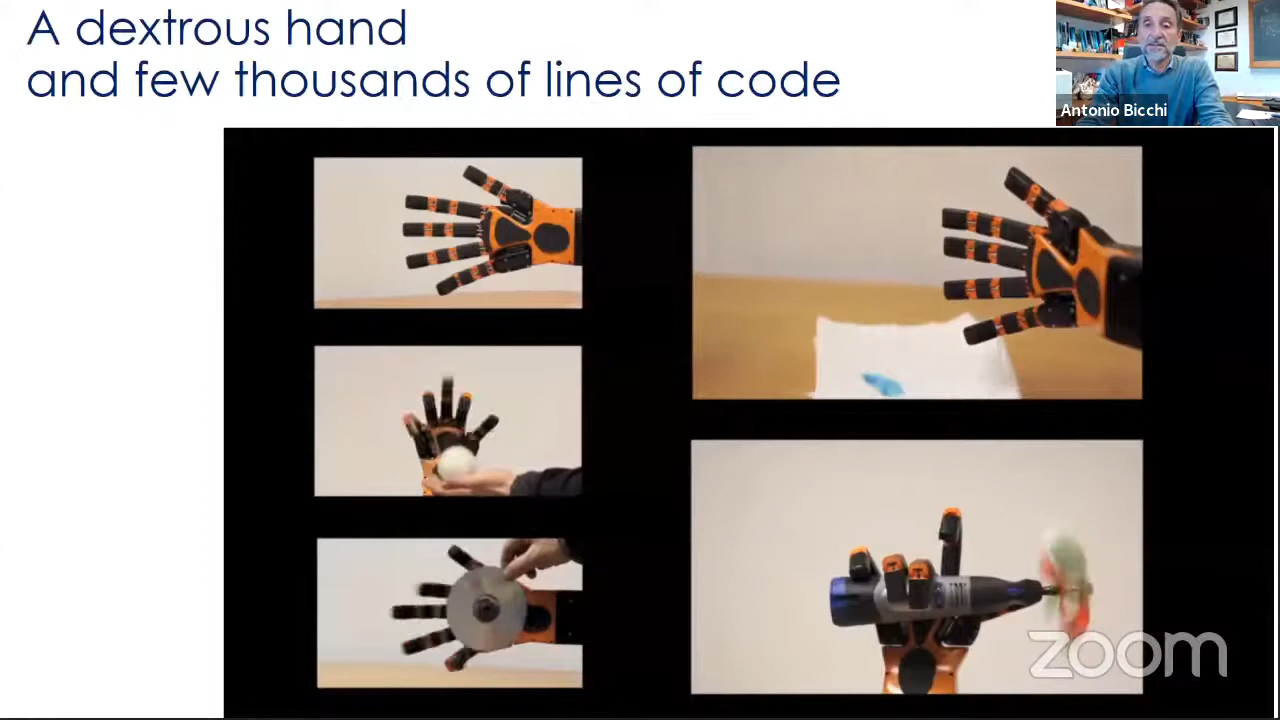 A dextrous hand
and few thousands of lines of code
Antonio Bicchi
zoom